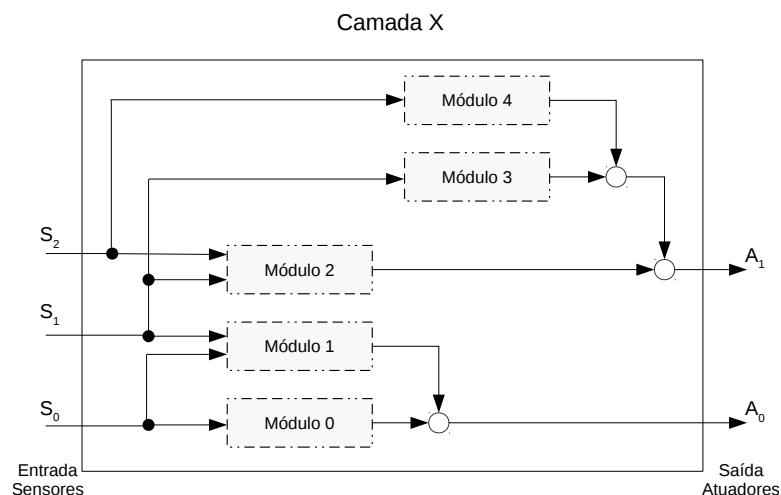 Camada X
Módulo 4
Módulo 3
S2
Módulo 2
A1
S1
Módulo 1
S0
Módulo 0
A0
Entrada
Sensores
Saída
Atuadores